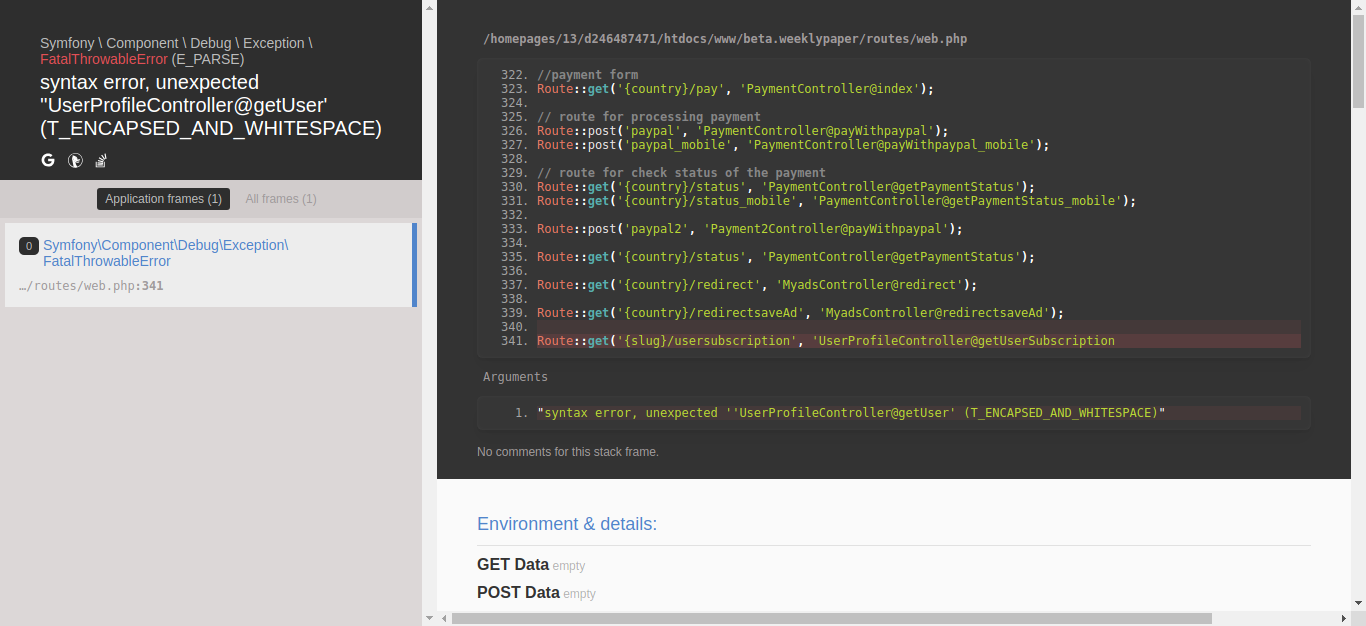 Symfony \ Component \ Debug \ Exception \
FatalThrowableError (E_PARSE)
syntax error, unexpected
''UserProfileController@getUser'
(T_ENCAPSED_AND_WHITESPACE)
Application frames (1) All frames (1)
0 Symfony\Component\Debug\Exception\
FatalThrowableError
…/routes/web.php:341
/homepages/13/d246487471/htdocs/www/beta.weeklypaper/routes/web.php
322. //payment form
323. Route::get('{country}/pay', 'PaymentController@index');
324.
325. // route for processing payment
326. Route::post('paypal', 'PaymentController@payWithpaypal');
327. Route::post('paypal_mobile', 'PaymentController@payWithpaypal_mobile');
328.
329. // route for check status of the payment
330. Route::get('{country}/status', 'PaymentController@getPaymentStatus');
331. Route::get('{country}/status_mobile', 'PaymentController@getPaymentStatus_mobile');
332.
333. Route::post('paypal2', 'Payment2Controller@payWithpaypal');
334.
335. Route::get('{country}/status', 'PaymentController@getPaymentStatus');
336.
337. Route::get('{country}/redirect', 'MyadsController@redirect');
338.
339. Route::get('{country}/redirectsaveAd', 'MyadsController@redirectsaveAd');
340.
341. Route::get('{slug}/usersubscription', 'UserProfileController@getUserSubscription
Arguments
1. "syntax error, unexpected ''UserProfileController@getUser' (T_ENCAPSED_AND_WHITESPACE)"
No comments for this stack frame.
Environment & details:
GET Data empty
POST Data empty